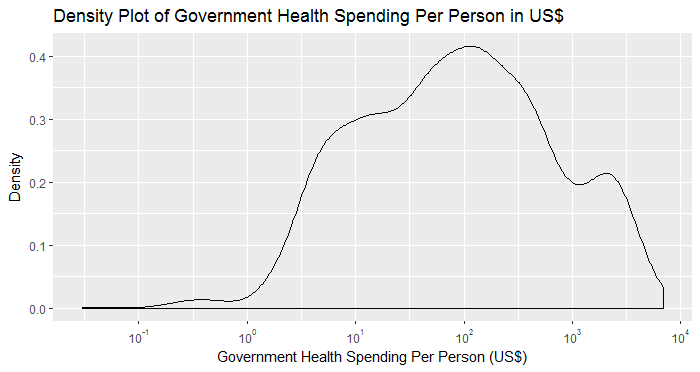 Density Plot of Government Health Spending Per Person in US$
0.4
0.3
0.2
0.1
0.0
Density
10⁻¹ 10⁰ 10¹ 10² 10³ 10⁴
Government Health Spending Per Person (US$)